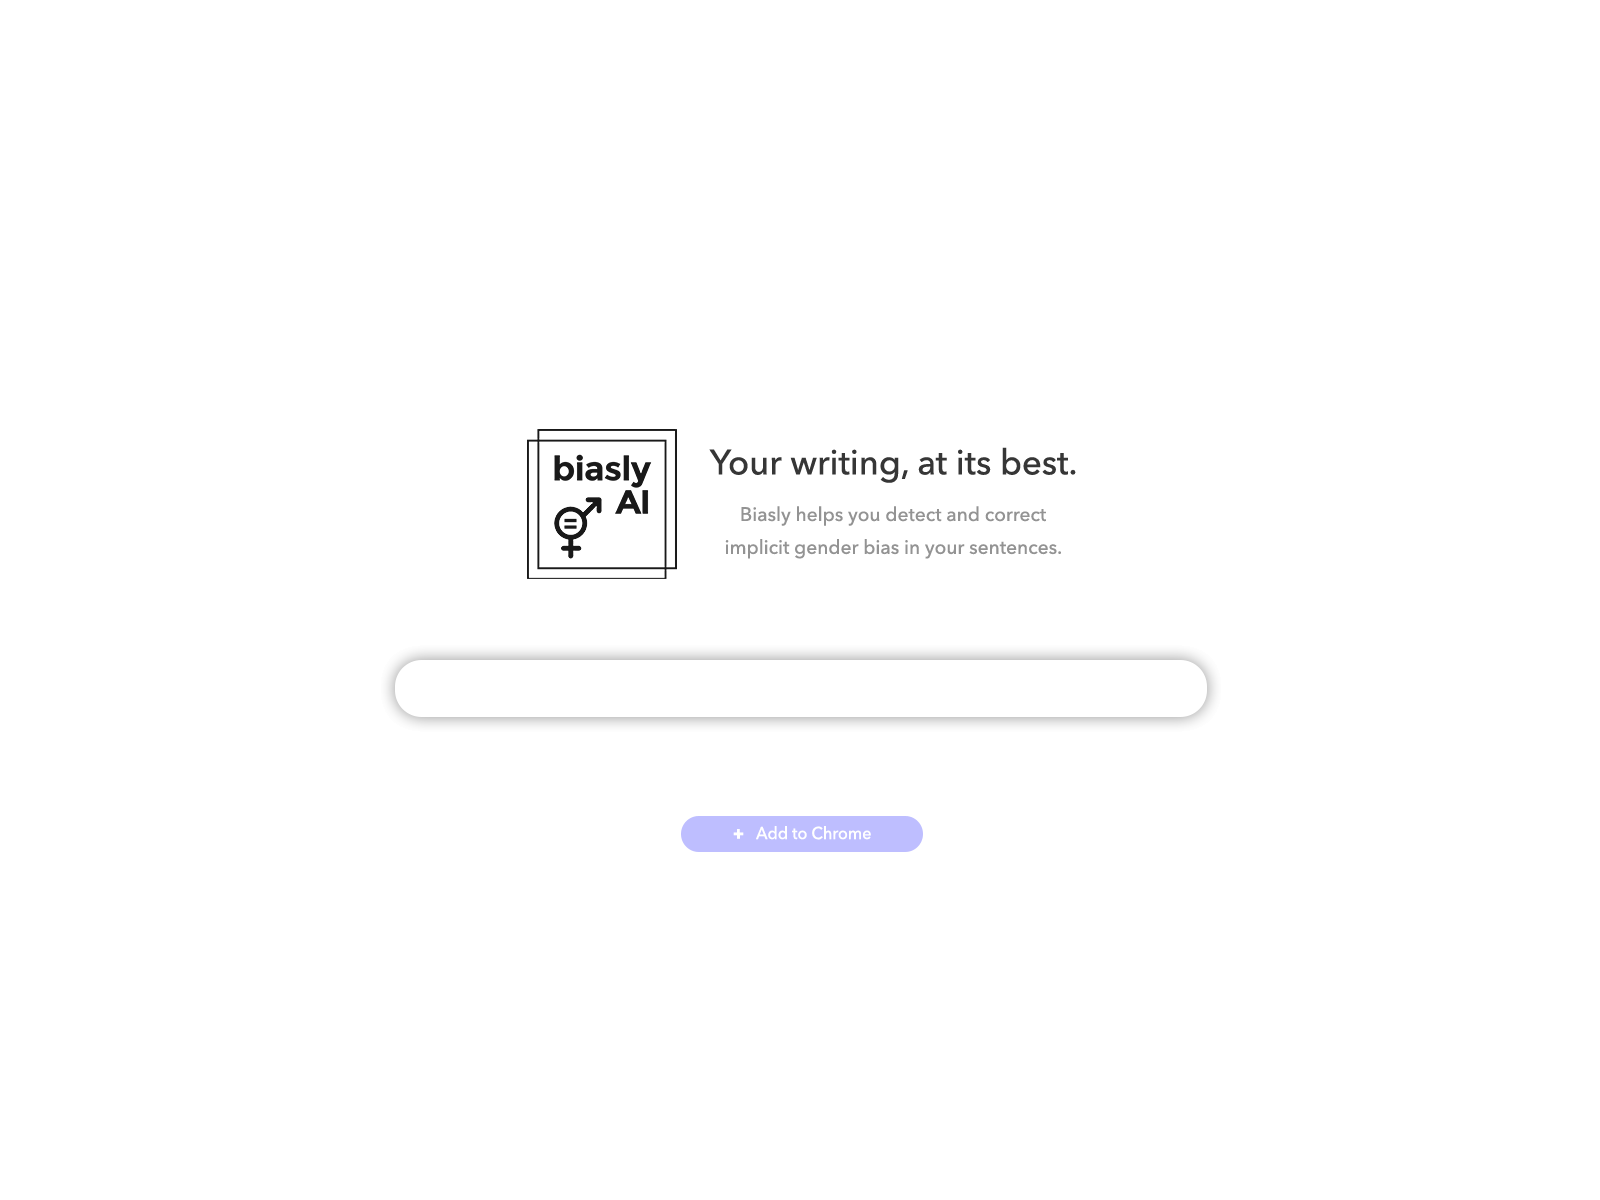 biasly
AI
Your writing, at its best.
Biasly helps you detect and correct
implicit gender bias in your sentences.
+ Add to Chrome